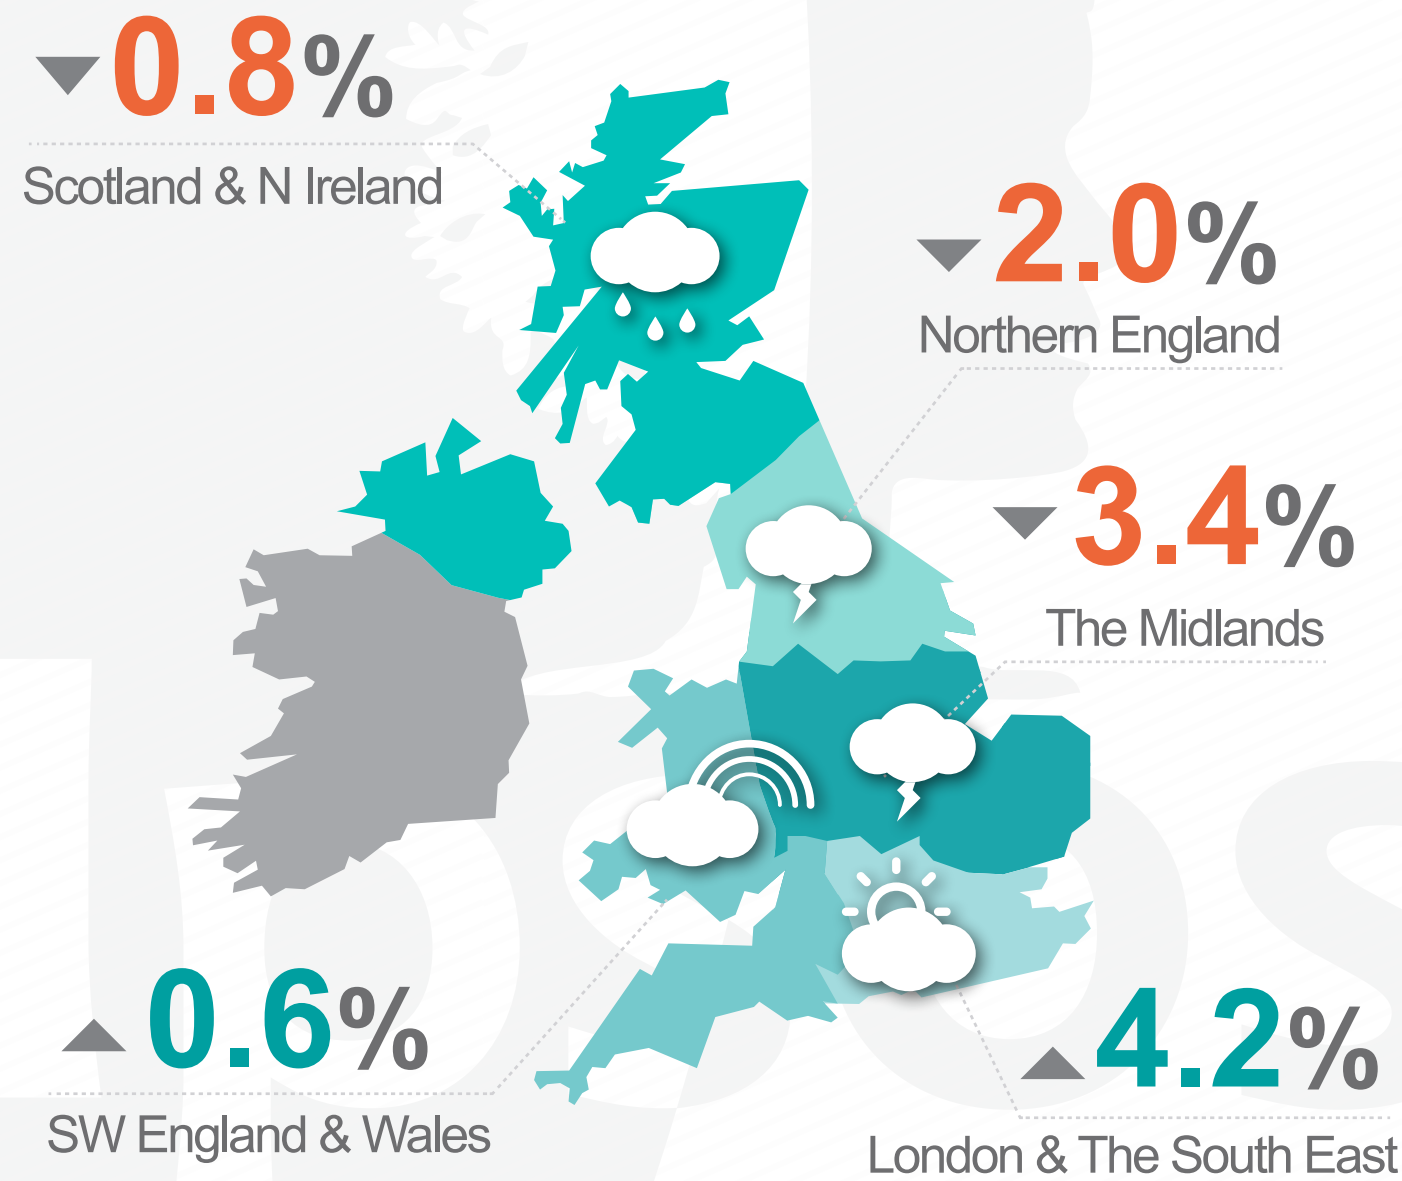 0.8%
Scotland & N Ireland
2.0%
Northern England
3.4%
The Midlands
0.6%
SW England & Wales
4.2%
London & The South East